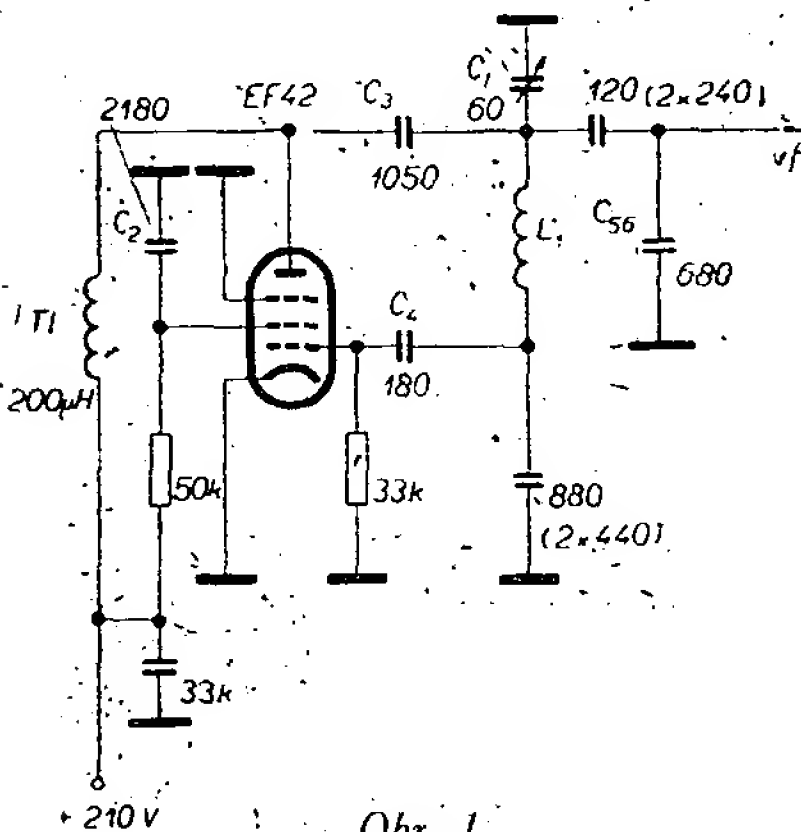 2180
EF42
C₃
C₁
60
120 (2×240)
vf
1050
C₂
L₁
C₅₆
680
Tl
200μH
C₄
180
50k
33k
880
(2×440)
33k
+ 210 V
Obr. 1